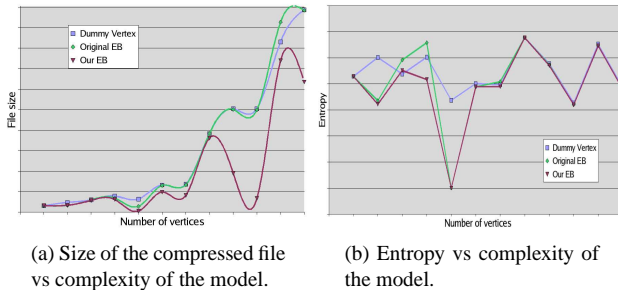 Dummy Vertex
Original EB
Our EB
File size
Number of vertices
(a) Size of the compressed file
vs complexity of the model.
Entropy
Dummy Vertex
Original EB
Our EB
Number of vertices
(b) Entropy vs complexity of
the model.